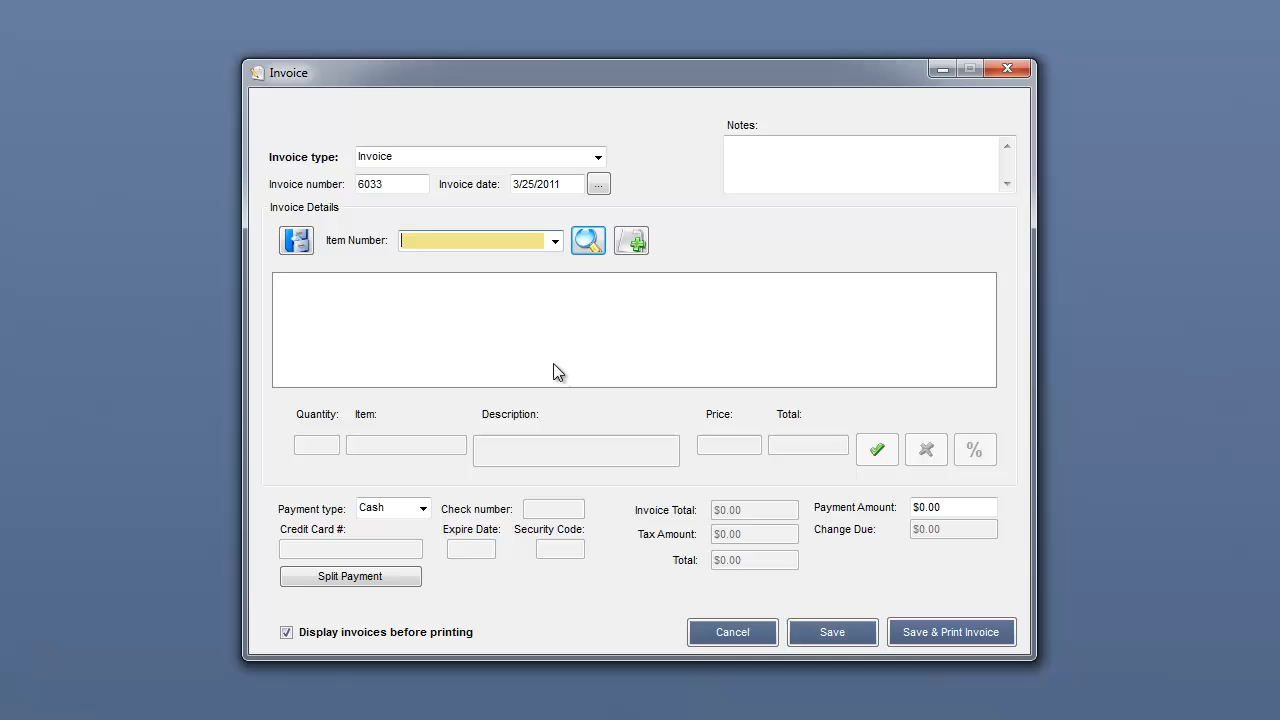 Invoice
Notes:
Invoice type: Invoice
Invoice number: 6033 Invoice date: 3/25/2011 ...
Invoice Details
Item Number:
Quantity: Item: Description: Price: Total:
%
Payment type: Cash Check number: Invoice Total: $0.00 Payment Amount: $0.00
Credit Card #: Expire Date: Security Code: Tax Amount: $0.00 Change Due: $0.00
Total: $0.00
Split Payment
Display invoices before printing Cancel Save Save & Print Invoice